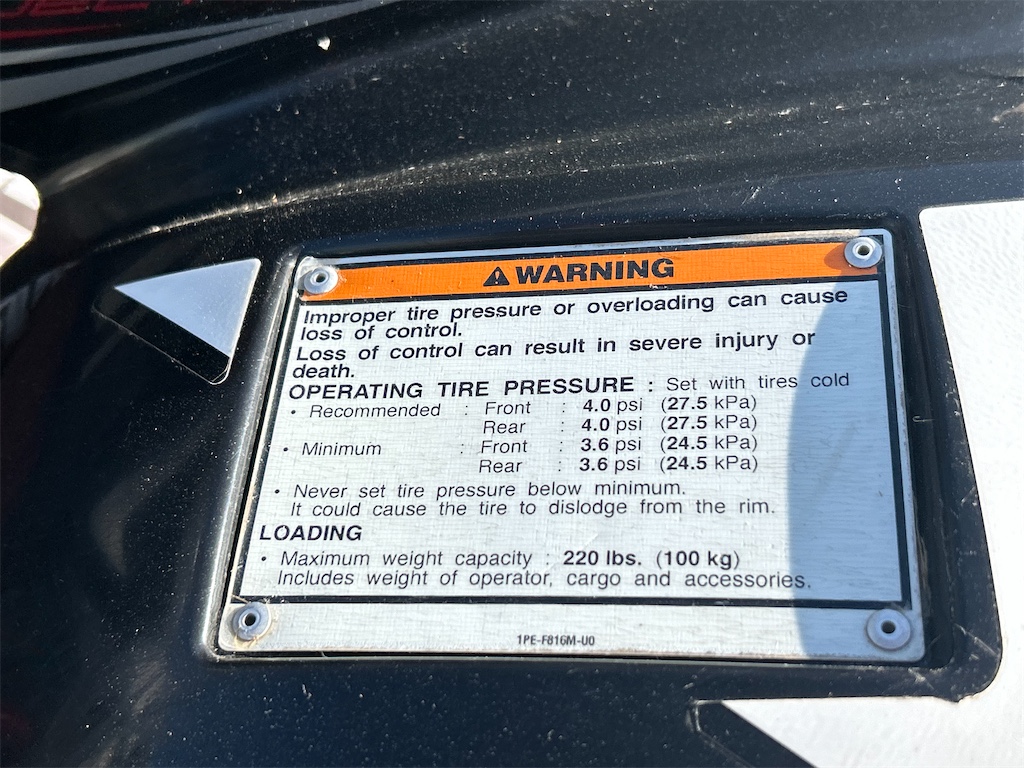 ⚠WARNING
Improper tire pressure or overloading can cause
loss of control.
Loss of control can result in severe injury or
death.
OPERATING TIRE PRESSURE : Set with tires cold
• Recommended : Front : 4.0 psi (27.5 kPa)
Rear : 4.0 psi (27.5 kPa)
• Minimum : Front : 3.6 psi (24.5 kPa)
Rear : 3.6 psi (24.5 kPa)
• Never set tire pressure below minimum.
It could cause the tire to dislodge from the rim.
LOADING
• Maximum weight capacity : 220 lbs. (100 kg)
Includes weight of operator, cargo and accessories.
1PE-F816M-U0